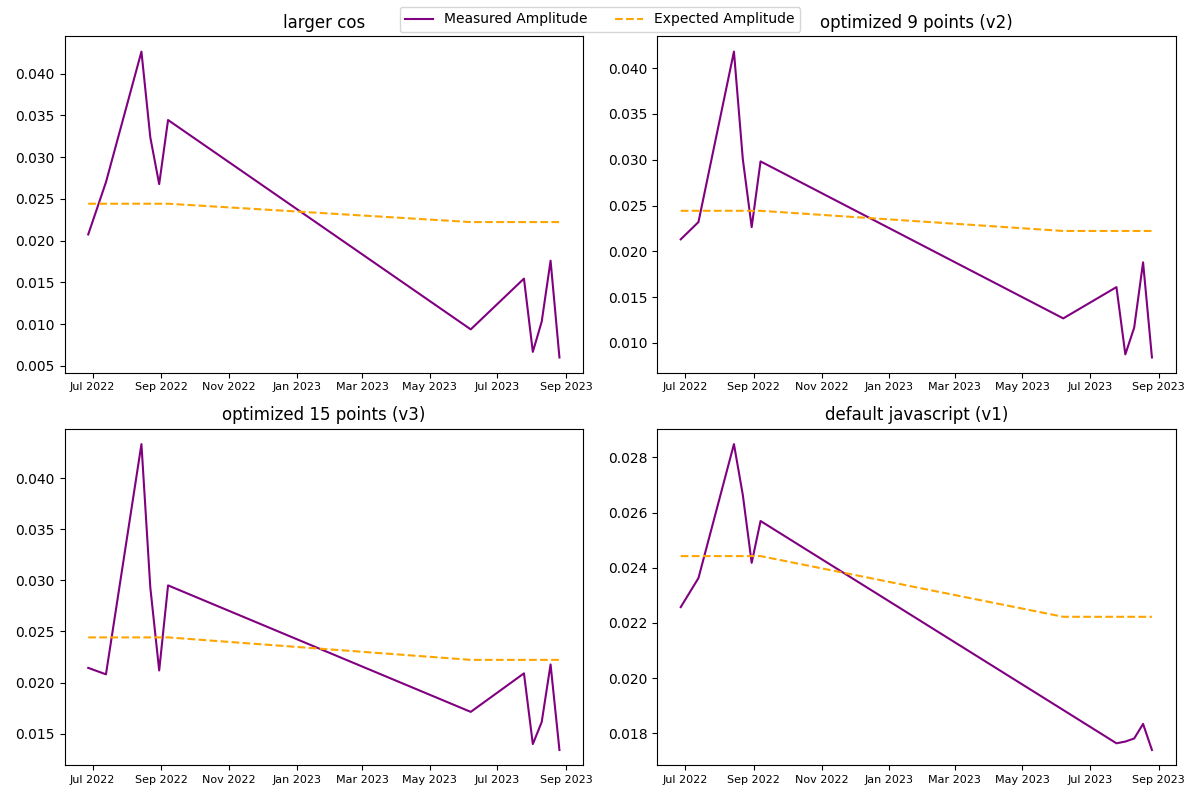 larger cos
Measured Amplitude
Expected Amplitude
optimized 9 points (v2)
0.040
0.035
0.030
0.025
0.020
0.015
0.010
0.005
Jul 2022 Sep 2022 Nov 2022 Jan 2023 Mar 2023 May 2023 Jul 2023 Sep 2023
0.040
0.035
0.030
0.025
0.020
0.015
0.010
Jul 2022 Sep 2022 Nov 2022 Jan 2023 Mar 2023 May 2023 Jul 2023 Sep 2023
optimized 15 points (v3)
0.040
0.035
0.030
0.025
0.020
0.015
Jul 2022 Sep 2022 Nov 2022 Jan 2023 Mar 2023 May 2023 Jul 2023 Sep 2023
default javascript (v1)
0.028
0.026
0.024
0.022
0.020
0.018
Jul 2022 Sep 2022 Nov 2022 Jan 2023 Mar 2023 May 2023 Jul 2023 Sep 2023